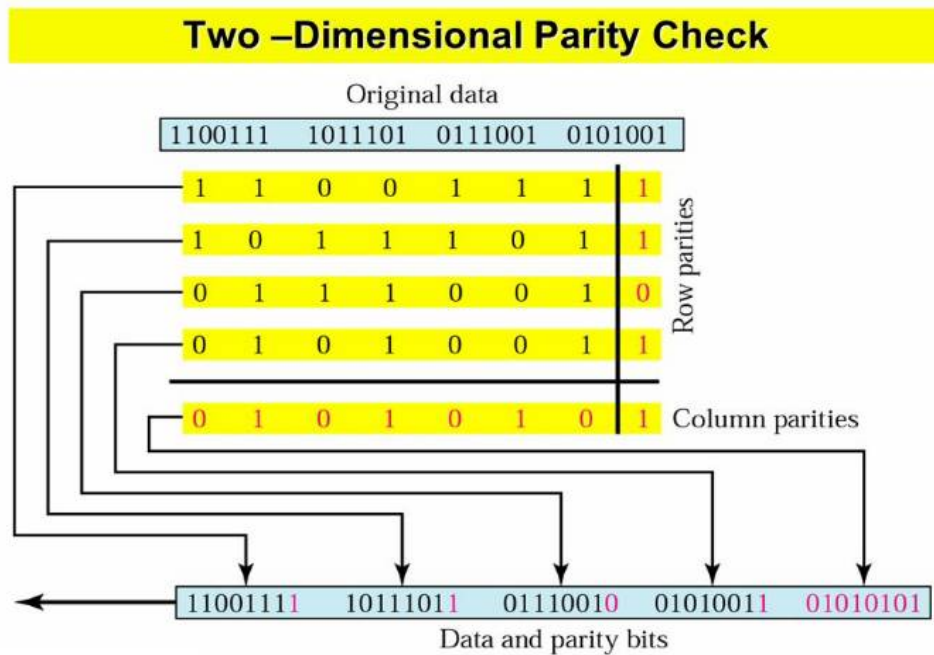 Two –Dimensional Parity Check
Original data
1100111 1011101 0111001 0101001
1 1 0 0 1 1 1 1
1 0 1 1 1 0 1 1
0 1 1 1 0 0 1 0
0 1 0 1 0 0 1 1
Row parities
0 1 0 1 0 1 0 1 Column parities
11001111 10111011 01110010 01010011 01010101
Data and parity bits